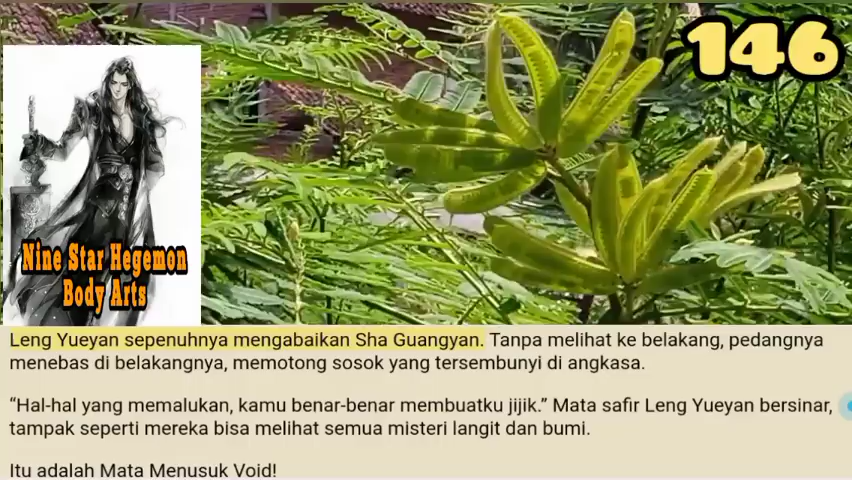 146
Nine Star Hegemon
Body Arts
Leng Yueyan sepenuhnya mengabaikan Sha Guangyan. Tanpa melihat ke belakang, pedangnya
menebas di belakangnya, memotong sosok yang tersembunyi di angkasa.
“Hal-hal yang memalukan, kamu benar-benar membuatku jijik.” Mata safir Leng Yueyan bersinar,
tampak seperti mereka bisa melihat semua misteri langit dan bumi.
Itu adalah Mata Menusuk Void!